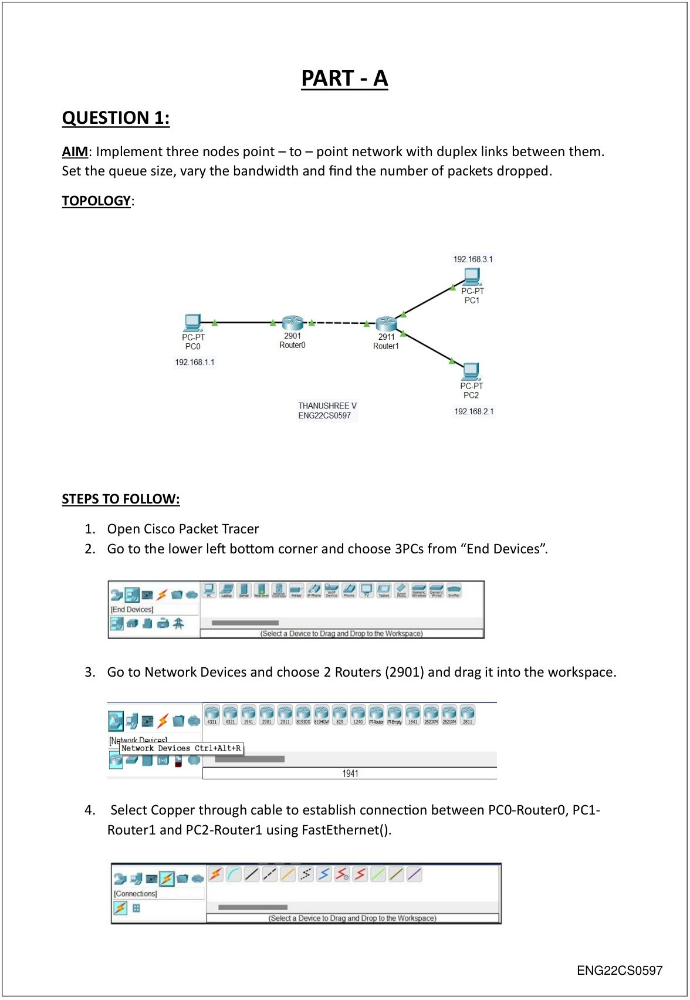 PART - A
QUESTION 1:
AIM: Implement three nodes point – to – point network with duplex links between them.
Set the queue size, vary the bandwidth and find the number of packets dropped.
TOPOLOGY:
192.168.3.1
PC-PT
PC1
PC-PT
PC0
192.168.1.1
2901
Router0
2911
Router1
PC-PT
PC2
192.168.2.1
THANUSHREE V
ENG22CS0597
STEPS TO FOLLOW:
1. Open Cisco Packet Tracer
2. Go to the lower left bottom corner and choose 3PCs from “End Devices”.
PC Laptop Server Meraki Server Network Controller Printer IP Phone VoIP Device Phone TV Tablet Smart Phone Generic Wireless Generic Wired Sniffer
[End Devices]
(Select a Device to Drag and Drop to the Workspace)
3. Go to Network Devices and choose 2 Routers (2901) and drag it into the workspace.
4331 4321 1941 2901 2911 819IOX 819HGW 829 1240 PT-Router PT-Empty 1841 2620XM 2621XM 2811
[Network Devices]
Network Devices Ctrl+Alt+R
1941
4. Select Copper through cable to establish connection between PC0-Router0, PC1-
Router1 and PC2-Router1 using FastEthernet().
[Connections]
(Select a Device to Drag and Drop to the Workspace)
ENG22CS0597